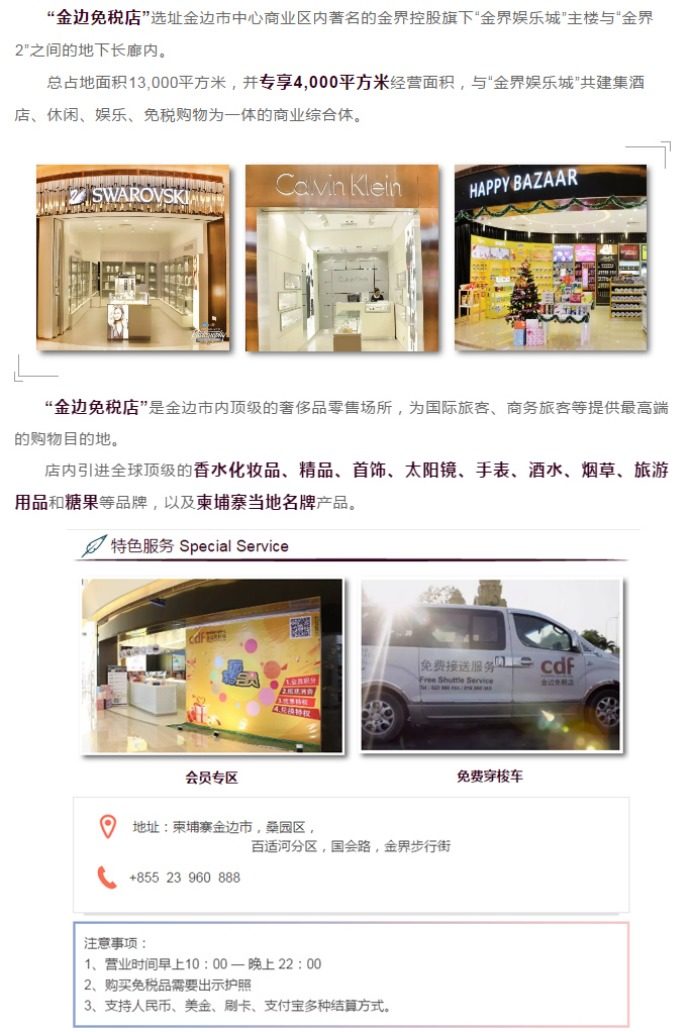 “金边免税店”选址金边市中心商业区内著名的金界控股旗下“金界娱乐城”主楼与“金界
2”之间的地下长廊内。
总占地面积13,000平方米，并专享4,000平方米经营面积，与“金界娱乐城”共建集酒
店、休闲、娱乐、免税购物为一体的商业综合体。
SWAROVSKI
Calvin Klein
HAPPY BAZAAR
“金边免税店”是金边市内顶级的奢侈品零售场所，为国际旅客、商务旅客等提供最高端
的购物目的地。
店内引进全球顶级的香水化妆品、精品、首饰、太阳镜、手表、酒水、烟草、旅游
用品和糖果等品牌，以及柬埔寨当地名牌产品。
特色服务 Special Service
cdf
1.会员积分
3.优惠特权
4.兑换特权
免费接送服务
Free Shuttle Service
cdf
金边免税店
会员专区
免费穿梭车
地址：柬埔寨金边市，桑园区，
百适河分区，国会路，金界步行街
+855 23 960 888
注意事项：
1、营业时间早上10：00 — 晚上 22：00
2、购买免税品需要出示护照
3、支持人民币、美金、刷卡、支付宝多种结算方式。